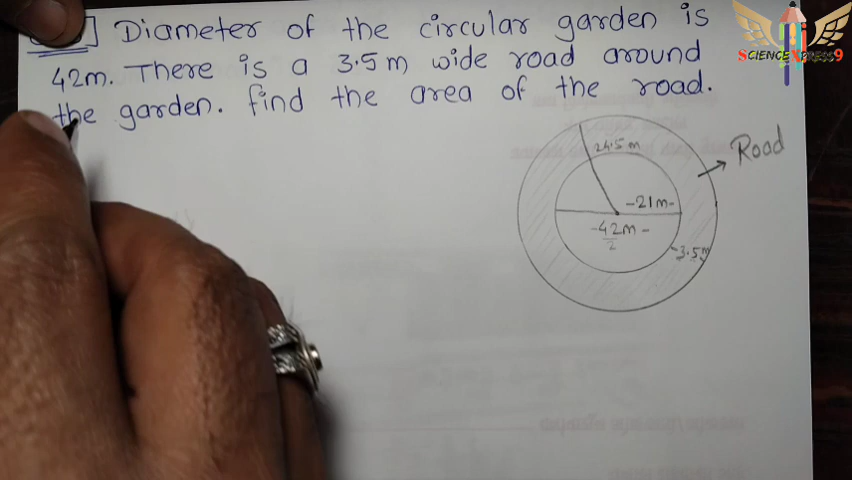 ] Diameter of the circular garden is
42m. There is a 3.5m wide road around
the garden. find the area of the road.
Road
24.5m
-21m-
-42m-
2
3.5m
SCIENCEXPRESS9